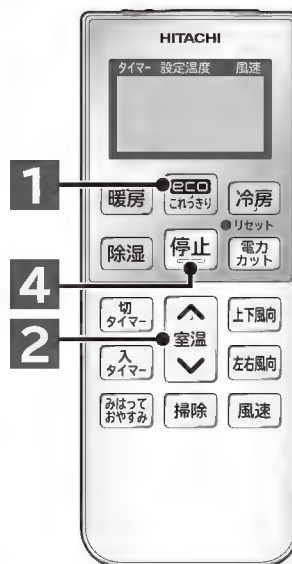 HITACHI
タイマー 設定温度 風速
1
暖房 eco これっきり 冷房
リセット
除湿 停止 電力カット
4
切タイマー 上下風向
2
室温
入タイマー 左右風向
みはっておやすみ 掃除 風速